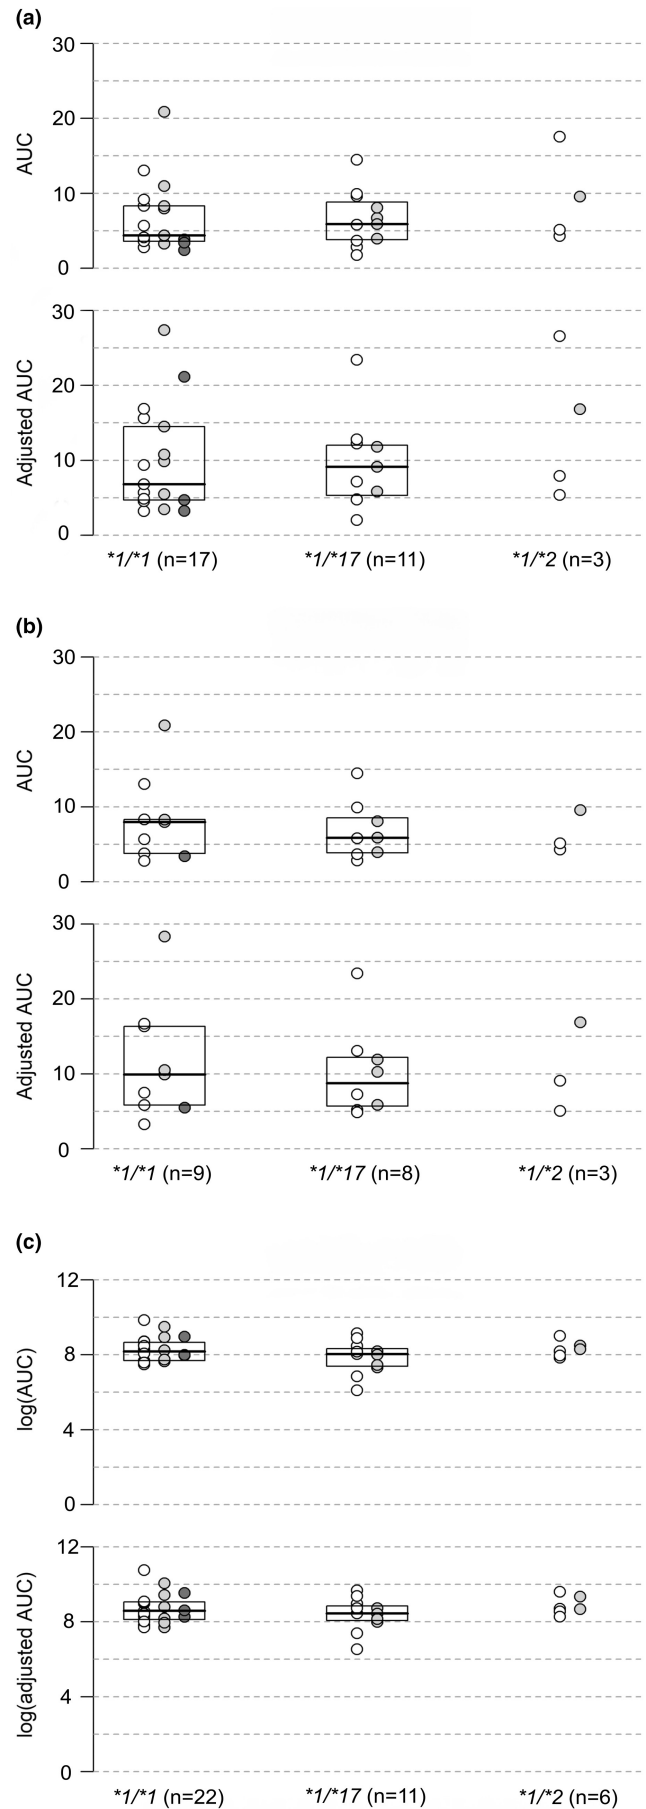 (a)
30
20
10
0
AUC
30
20
10
0
Adjusted AUC
*1/*1 (n=17) *1/*17 (n=11) *1/*2 (n=3)
(b)
30
20
10
0
AUC
30
20
10
0
Adjusted AUC
*1/*1 (n=9) *1/*17 (n=8) *1/*2 (n=3)
(c)
12
8
4
0
log(AUC)
12
8
4
0
log(adjusted AUC)
*1/*1 (n=22) *1/*17 (n=11) *1/*2 (n=6)